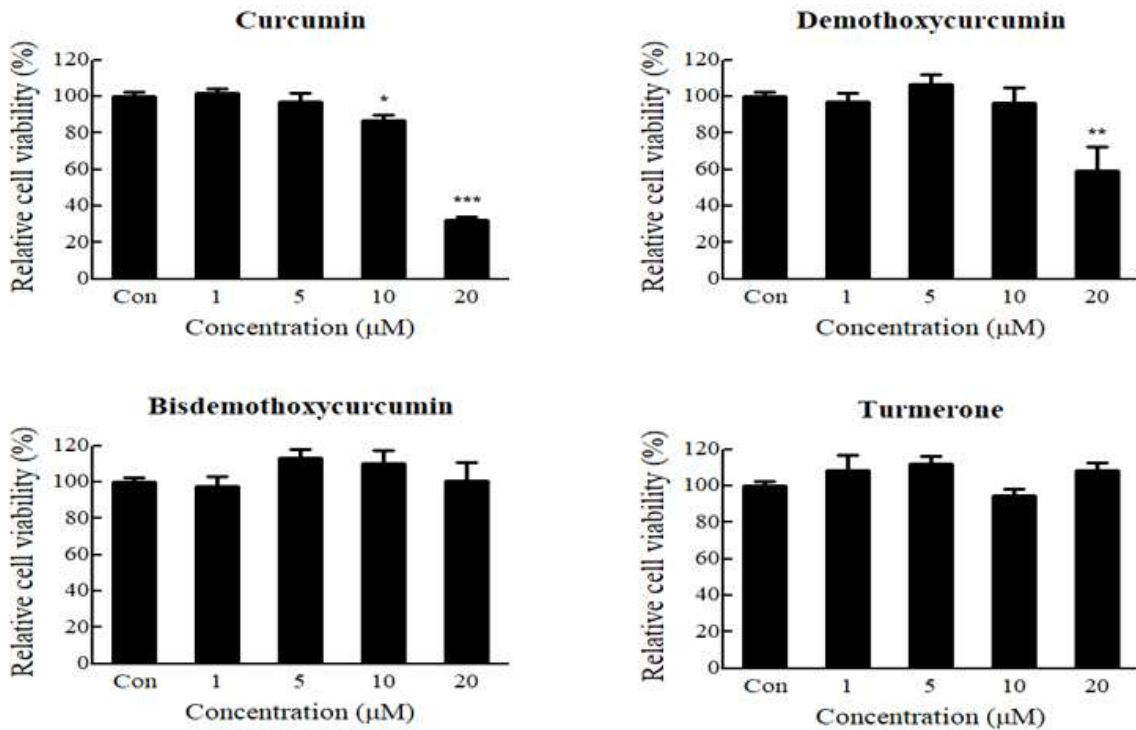 Curcumin
Relative cell viability (%)
120
100
80
60
40
20
0
*
***
Con 1 5 10 20
Concentration (μM)
Demothoxycurcumin
Relative cell viability (%)
120
100
80
60
40
20
0
**
Con 1 5 10 20
Concentration (μM)
Bisdemothoxycurcumin
Relative cell viability (%)
120
100
80
60
40
20
0
Con 1 5 10 20
Concentration (μM)
Turmerone
Relative cell viability (%)
120
100
80
60
40
20
0
Con 1 5 10 20
Concentration (μM)